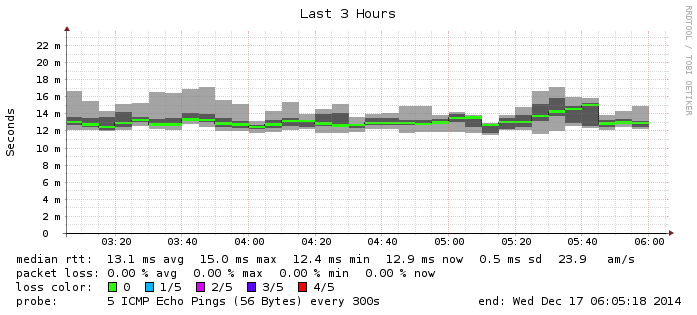 Last 3 Hours
RRDTOOL / TOBI OETIKER
Seconds
22 m
20 m
18 m
16 m
14 m
12 m
10 m
8 m
6 m
4 m
2 m
0
03:20 03:40 04:00 04:20 04:40 05:00 05:20 05:40 06:00
median rtt: 13.1 ms avg 15.0 ms max 12.4 ms min 12.9 ms now 0.5 ms sd 23.9 am/s
packet loss: 0.00 % avg 0.00 % max 0.00 % min 0.00 % now
loss color: 0 1/5 2/5 3/5 4/5
probe: 5 ICMP Echo Pings (56 Bytes) every 300s end: Wed Dec 17 06:05:18 2014